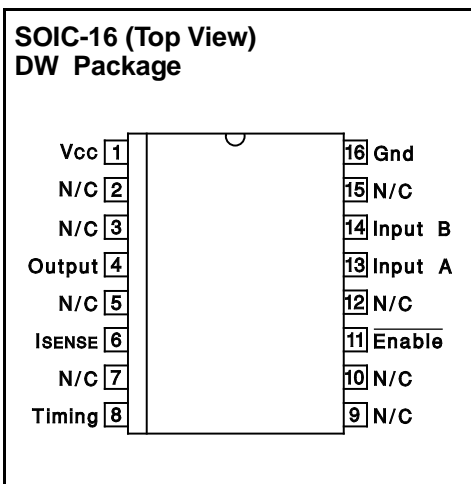 SOIC-16 (Top View)
DW Package
Vcc 1 16 Gnd
N/C 2 15 N/C
N/C 3 14 Input B
Output 4 13 Input A
N/C 5 12 N/C
ISENSE 6 11 Enable
N/C 7 10 N/C
Timing 8 9 N/C